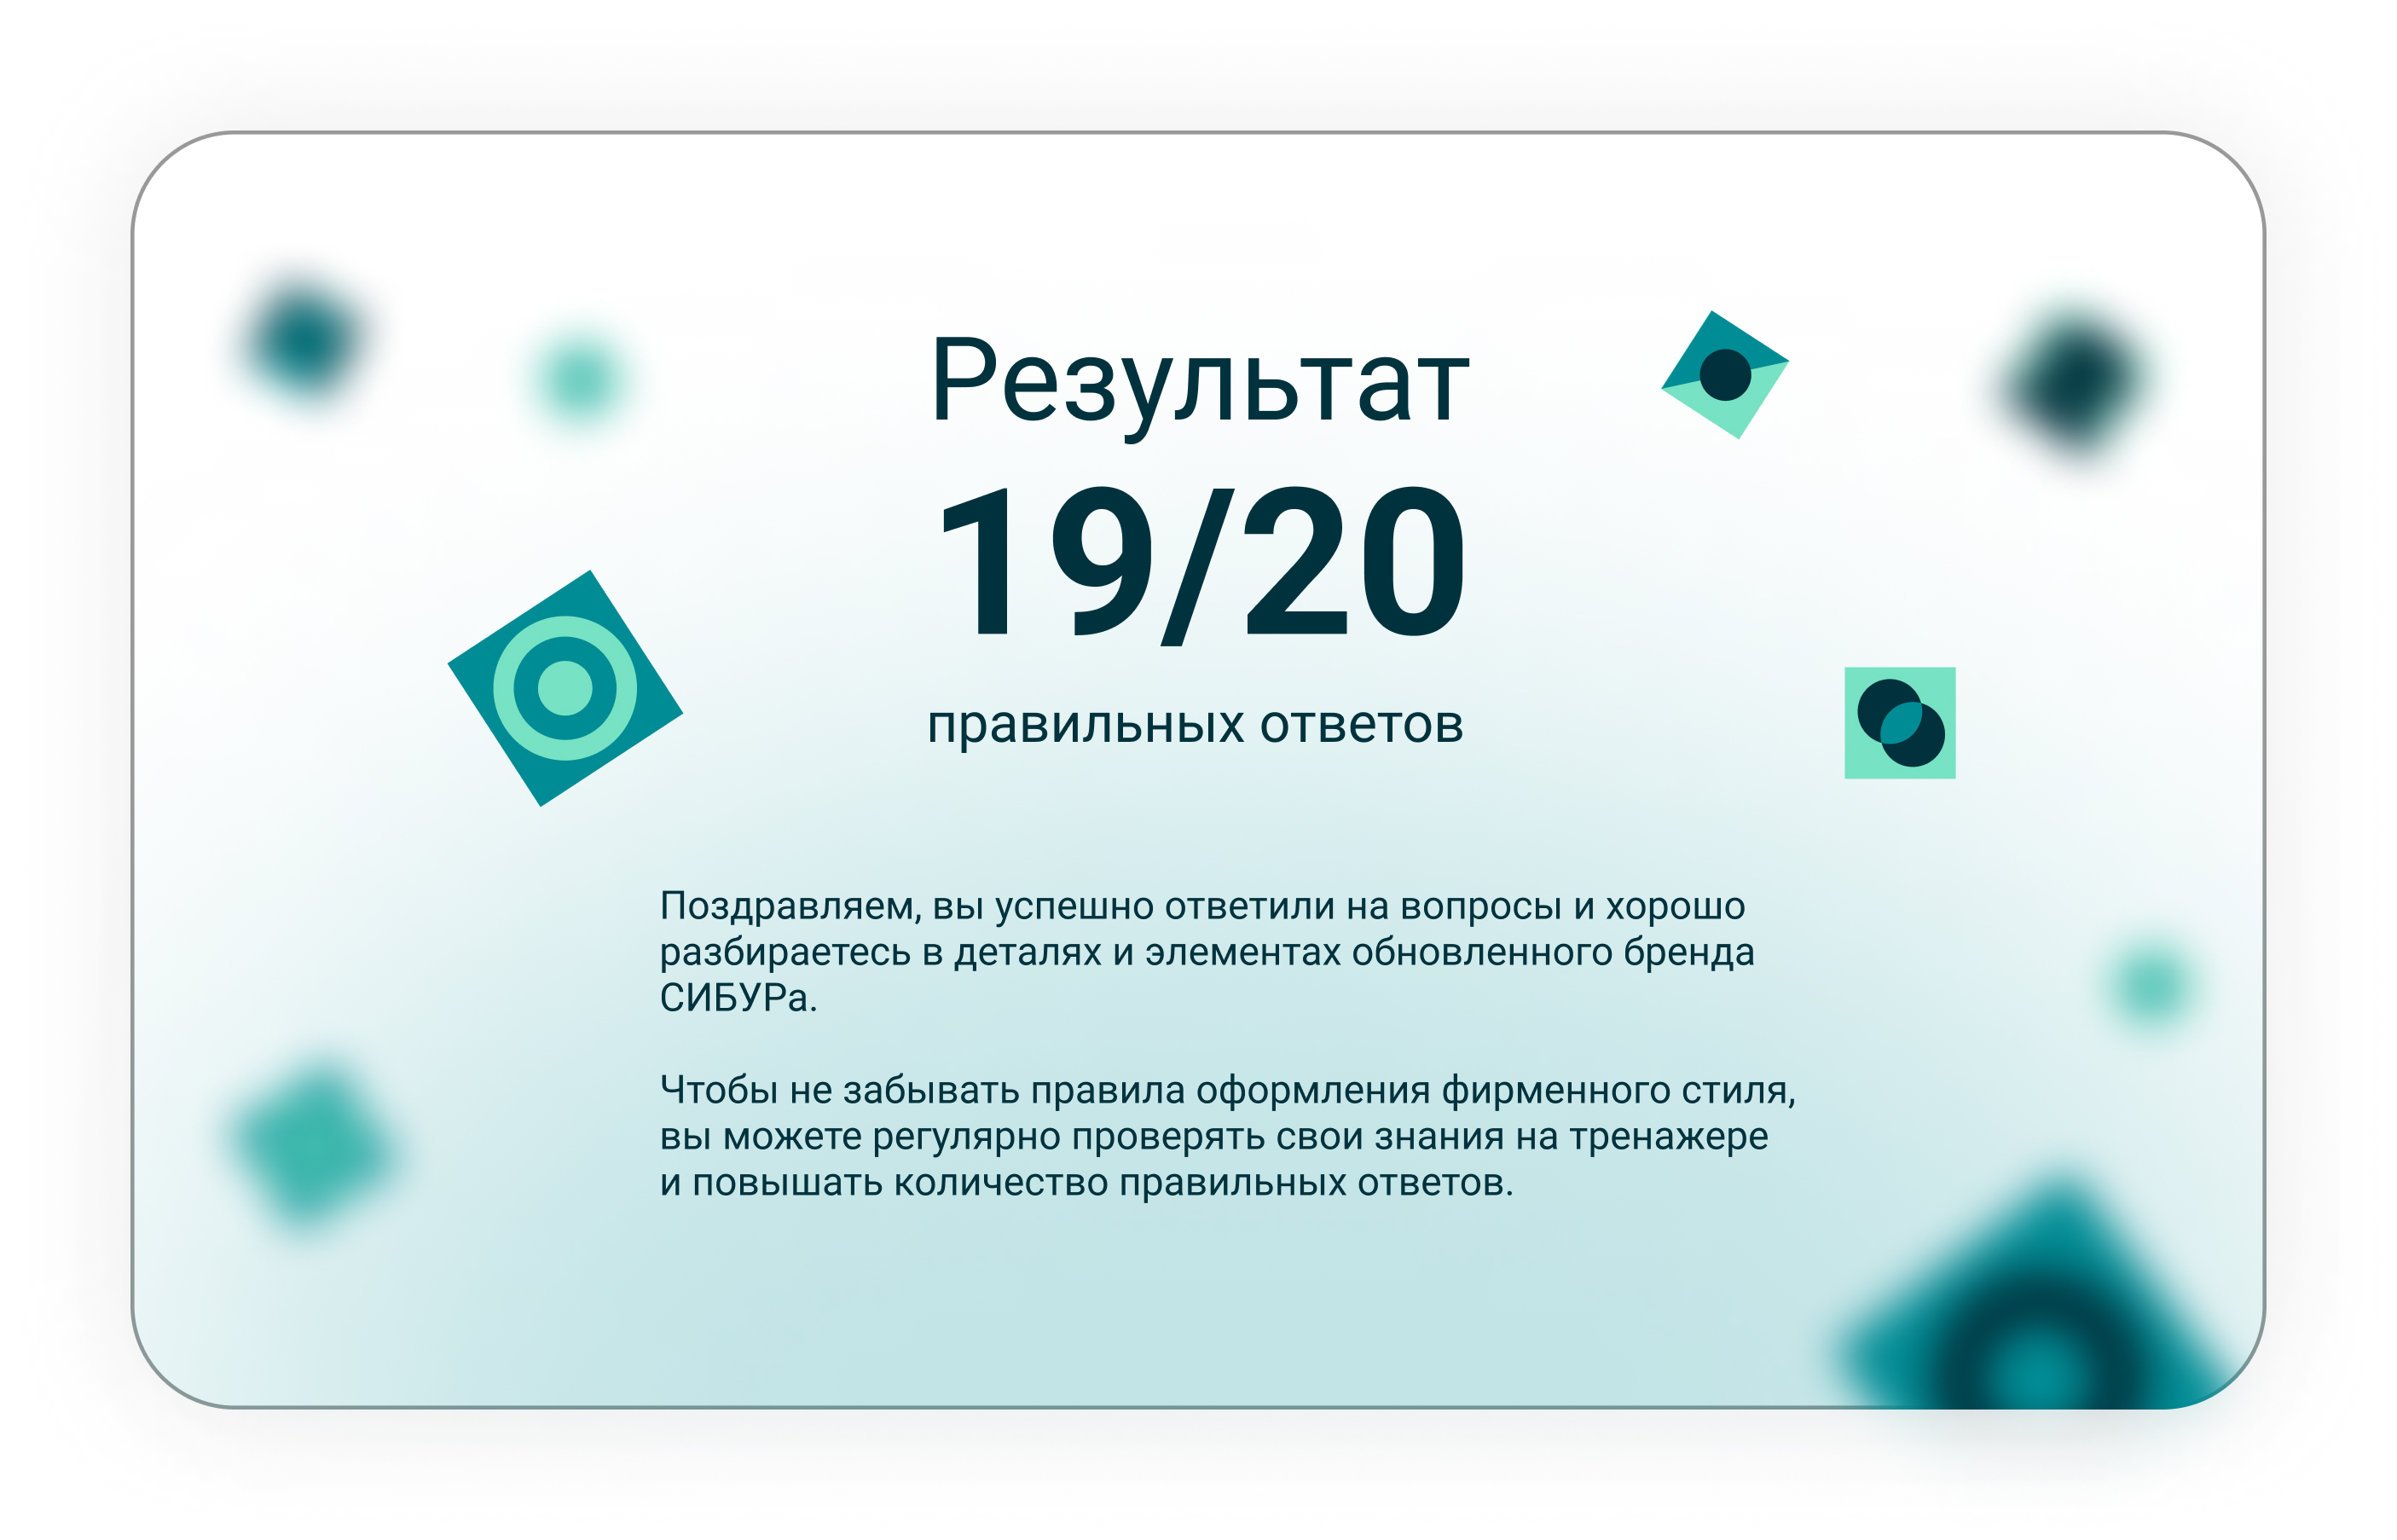 Результат
19/20
правильных ответов
Поздравляем, вы успешно ответили на вопросы и хорошо
разбираетесь в деталях и элементах обновленного бренда
СИБУРа.
Чтобы не забывать правила оформления фирменного стиля,
вы можете регулярно проверять свои знания на тренажере
и повышать количество правильных ответов.